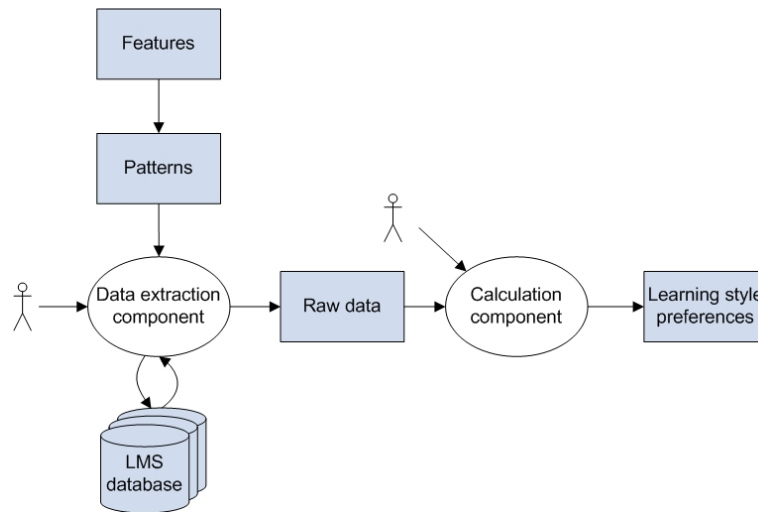 Features
Patterns
Data extraction
component
Raw data
Calculation
component
Learning style
preferences
LMS
database